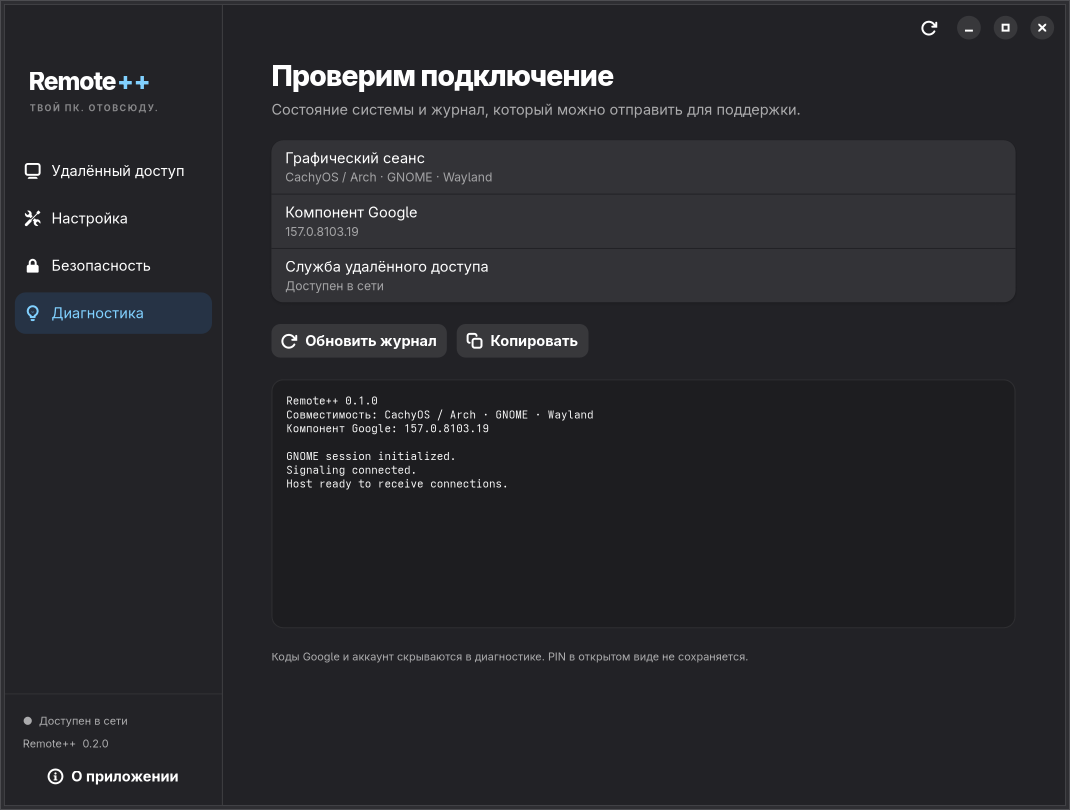 Remote++
ТВОЙ ПК. ОТОВСЮДУ.
Удалённый доступ
Настройка
Безопасность
Диагностика
Доступен в сети
Remote++ 0.2.0
О приложении
Проверим подключение
Состояние системы и журнал, который можно отправить для поддержки.
Графический сеанс
CachyOS / Arch · GNOME · Wayland
Компонент Google
157.0.8103.19
Служба удалённого доступа
Доступен в сети
Обновить журнал
Копировать
Remote++ 0.1.0
Совместимость: CachyOS / Arch · GNOME · Wayland
Компонент Google: 157.0.8103.19
GNOME session initialized.
Signaling connected.
Host ready to receive connections.
Коды Google и аккаунт скрываются в диагностике. PIN в открытом виде не сохраняется.